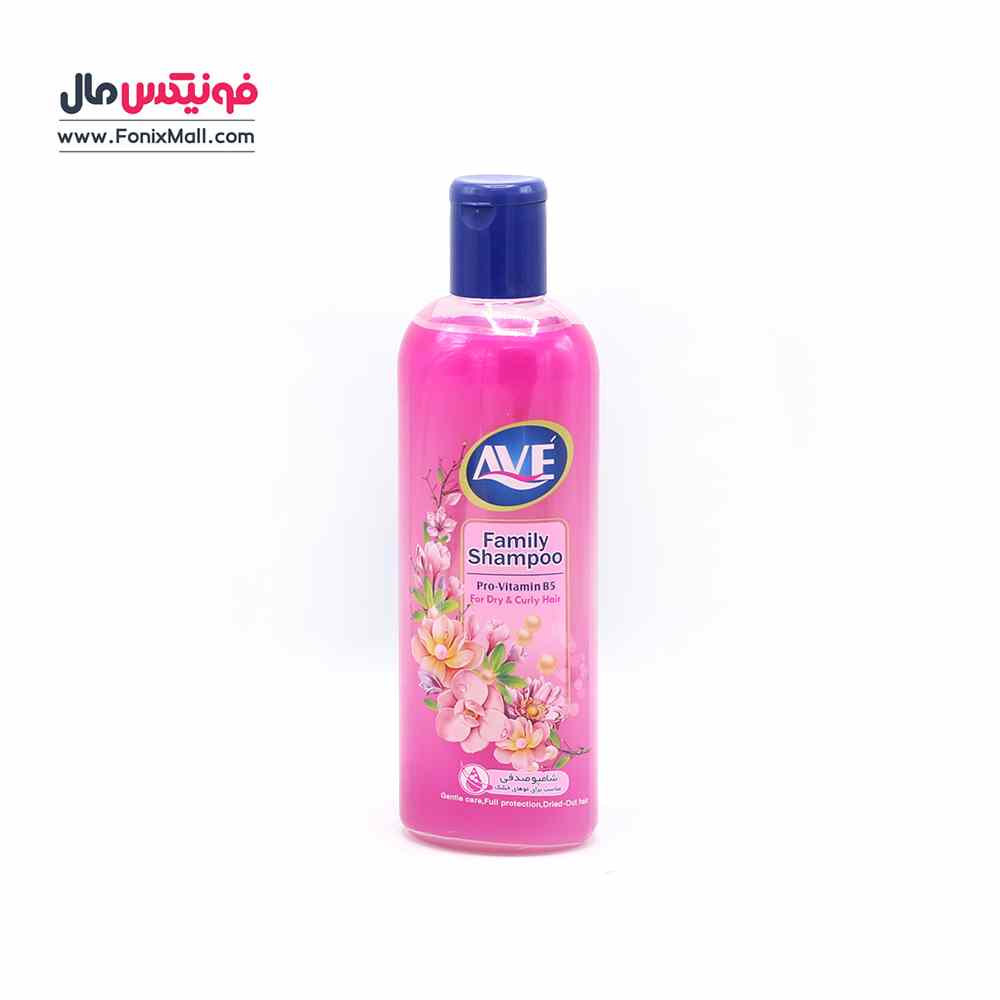 فونیکس مال
www.FonixMall.com
AVÉ
Family
Shampoo
Pro-Vitamin B5
For Dry & Curly Hair
شامپو صدفی
مناسب برای موهای خشک
Gentle care,Full protection,Dried-Out hair